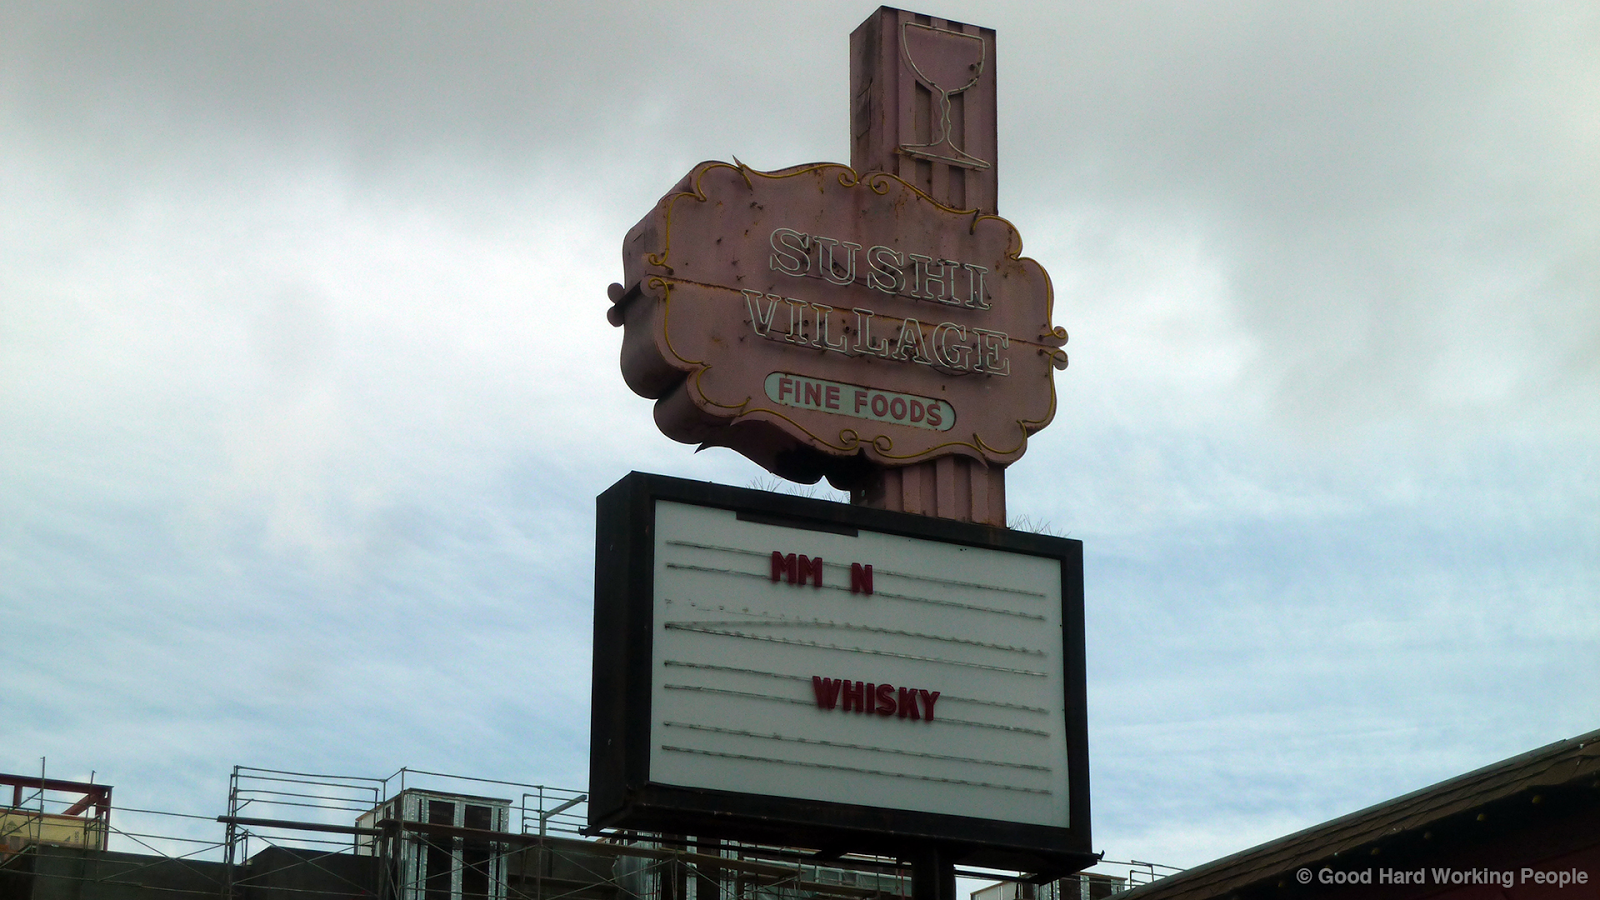 SUSHI
VILLAGE
FINE FOODS
MM N
WHISKY
© Good Hard Working People